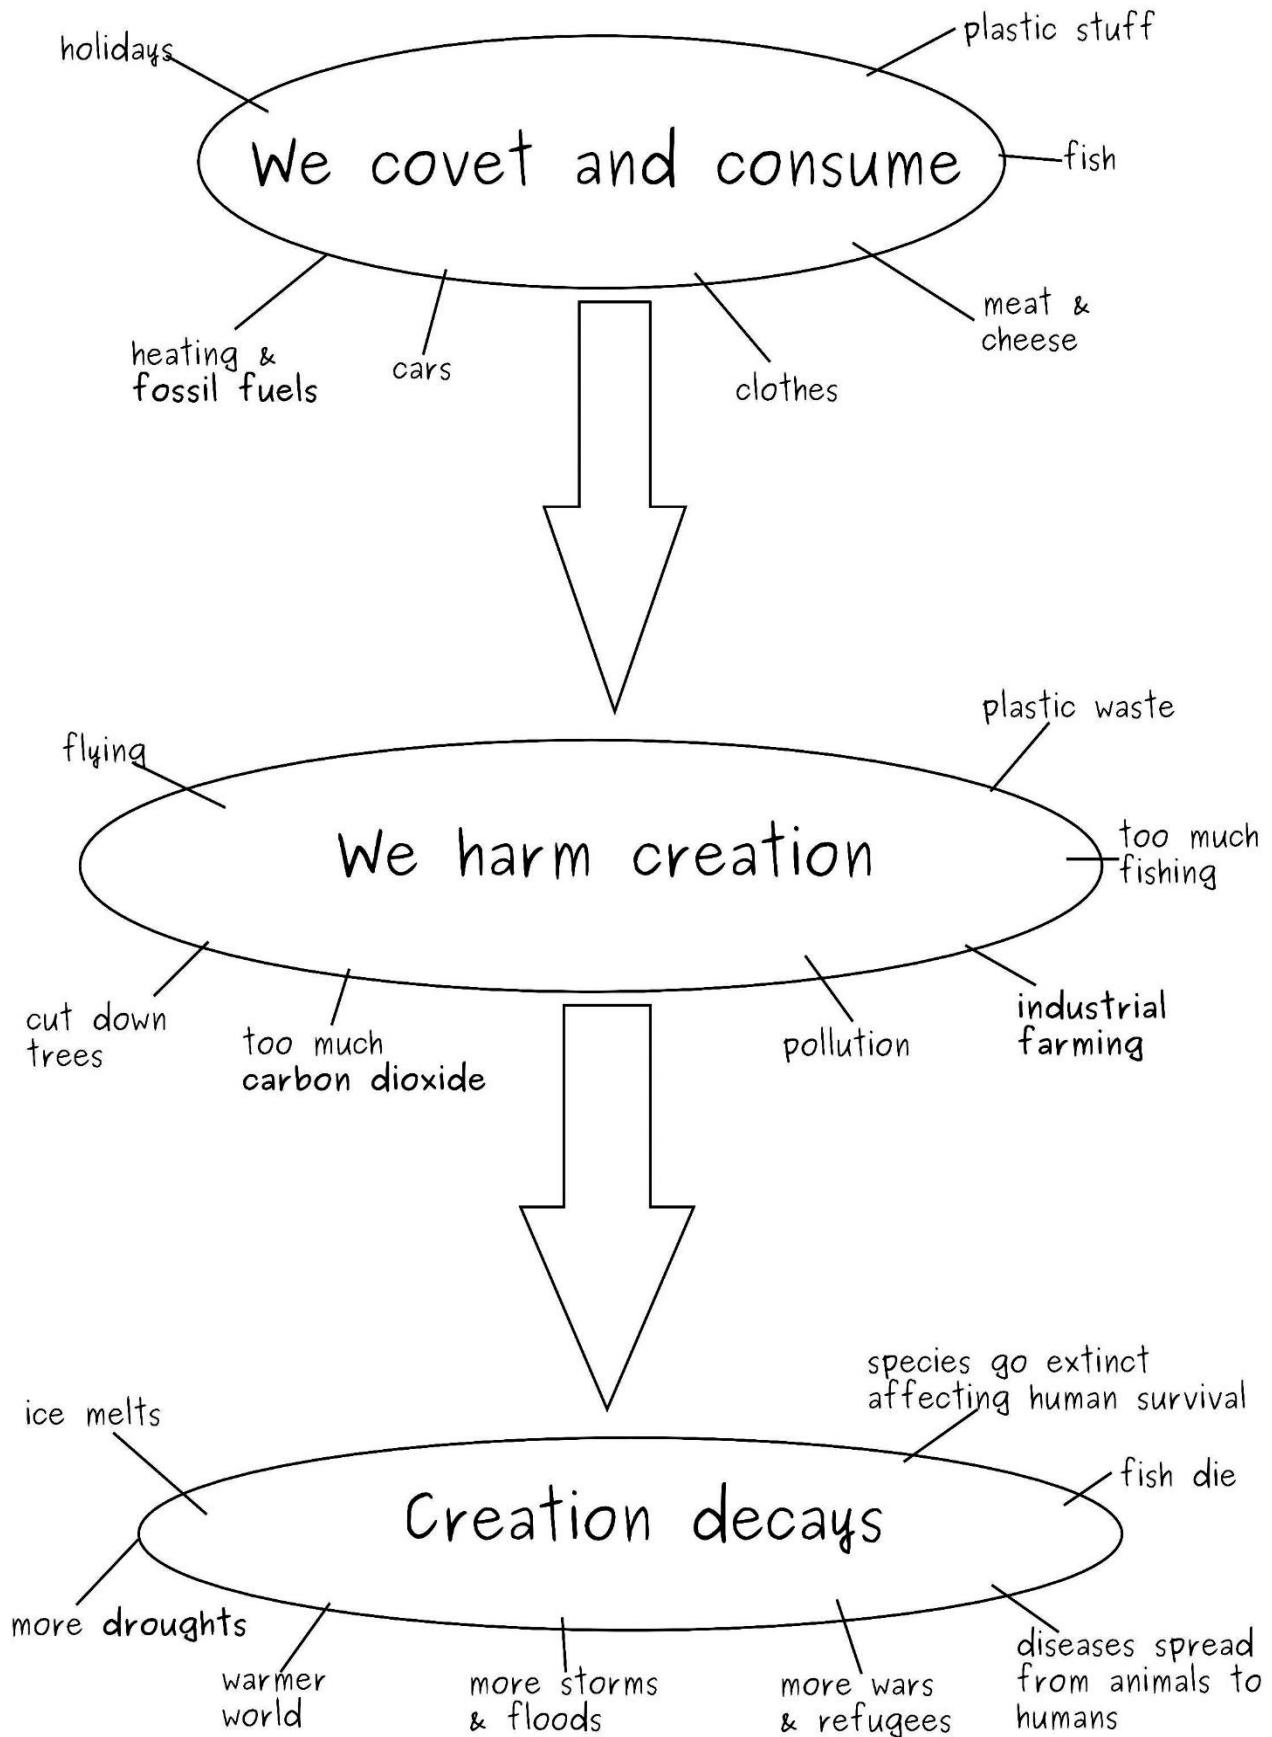 holidays
plastic stuff
We covet and consume
fish
meat &
cheese
heating &
fossil fuels
cars
clothes
plastic waste
flying
We harm creation
too much
fishing
industrial
farming
cut down
trees
too much
carbon dioxide
pollution
species go extinct
affecting human survival
ice melts
fish die
Creation decays
more droughts
diseases spread
from animals to
humans
warmer
world
more storms
& floods
more wars
& refugees